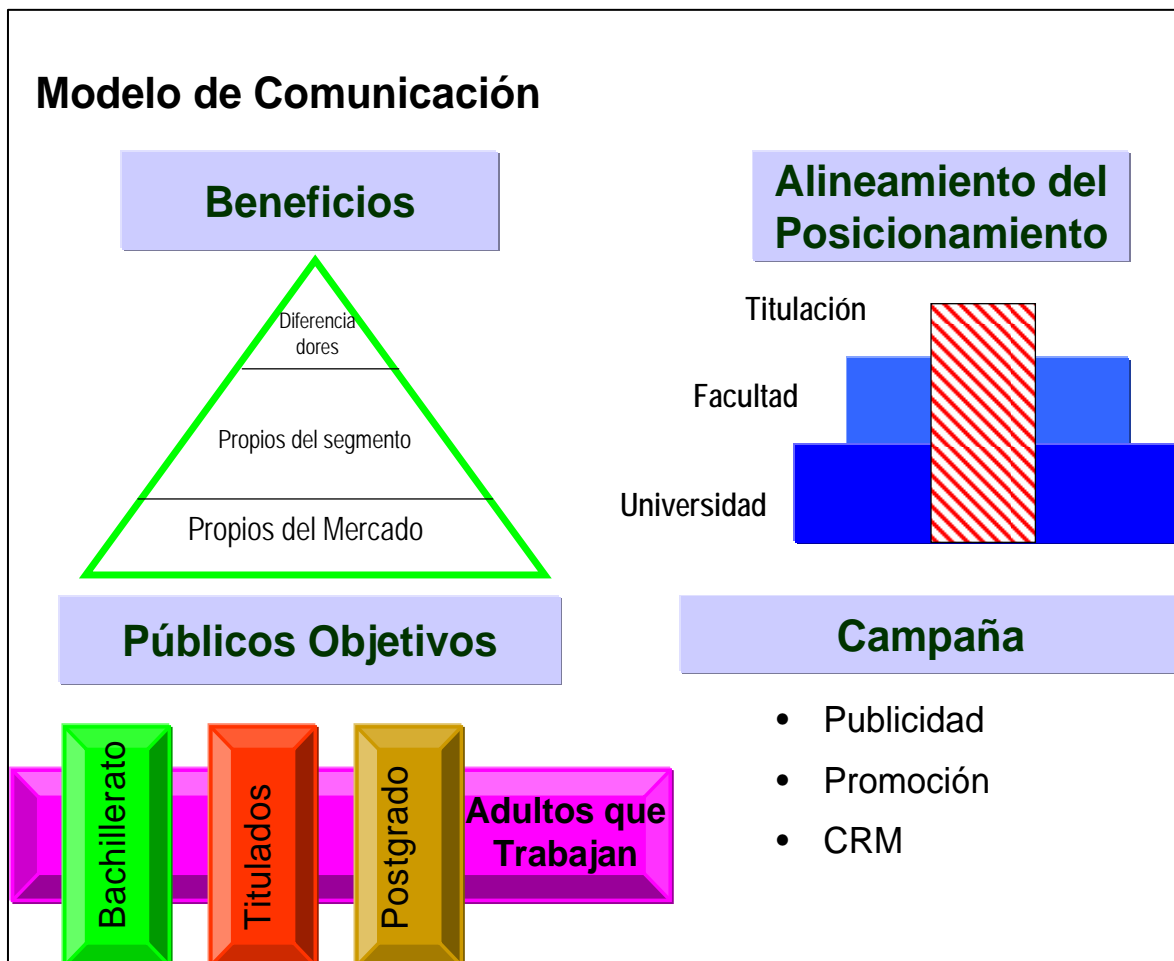 Modelo de Comunicación
Beneficios
Diferencia
dores
Propios del segmento
Propios del Mercado
Alineamiento del
Posicionamiento
Titulación
Facultad
Universidad
Públicos Objetivos
Bachillerato
Titulados
Postgrado
Adultos que
Trabajan
Campaña
• Publicidad
• Promoción
• CRM